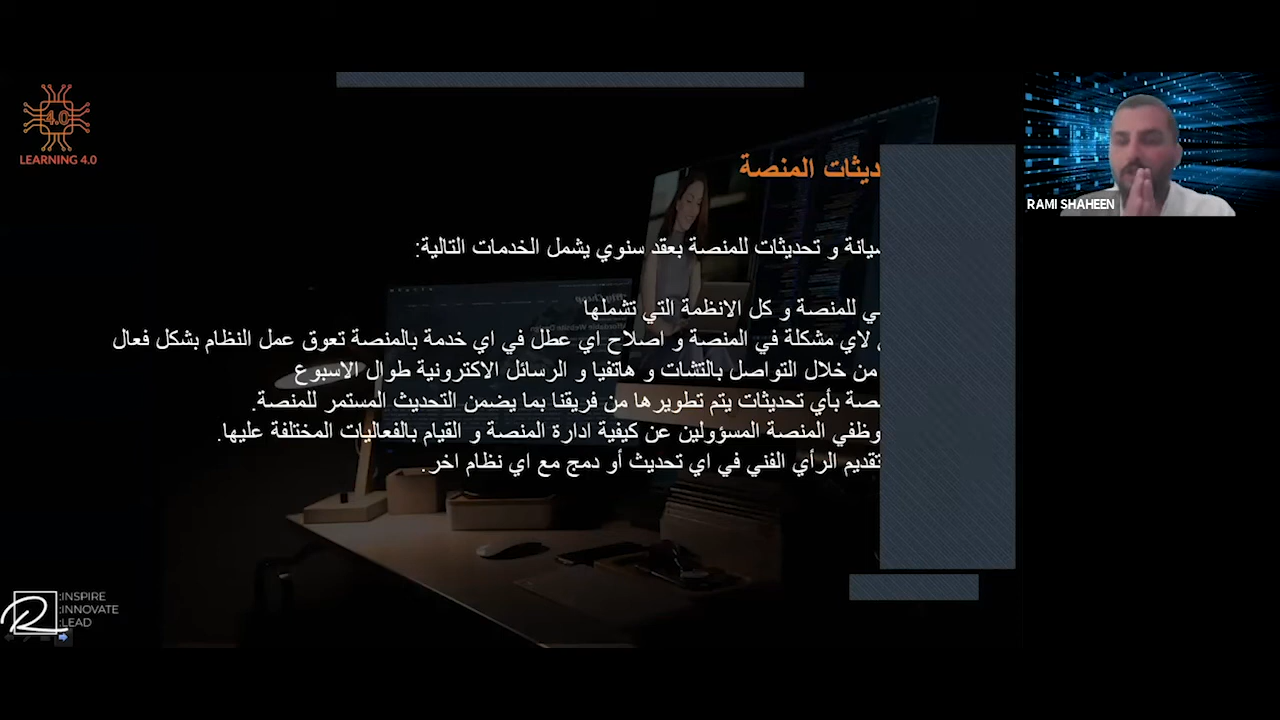 4.0
LEARNING 4.0
المنصة
و تحديثات للمنصة بعقد سنوي يشمل الخدمات التالية:
للمنصة و كل الانظمة التي تشملها
لاي مشكلة في المنصة و اصلاح اي عطل في اي خدمة بالمنصة تعوق عمل النظام بشكل فعال
من خلال التواصل بالتشات و هاتفيا و الرسائل الاكترونية طوال الاسبوع
بأي تحديثات يتم تطويرها من فريقنا بما يضمن التحديث المستمر للمنصة.
المنصة المسؤولين عن كيفية ادارة المنصة و القيام بالفعاليات المختلفة عليها.
تقديم الرأي الفني في اي تحديث أو دمج مع اي نظام اخر.
RAMI SHAHEEN
:INSPIRE
:INNOVATE
:LEAD